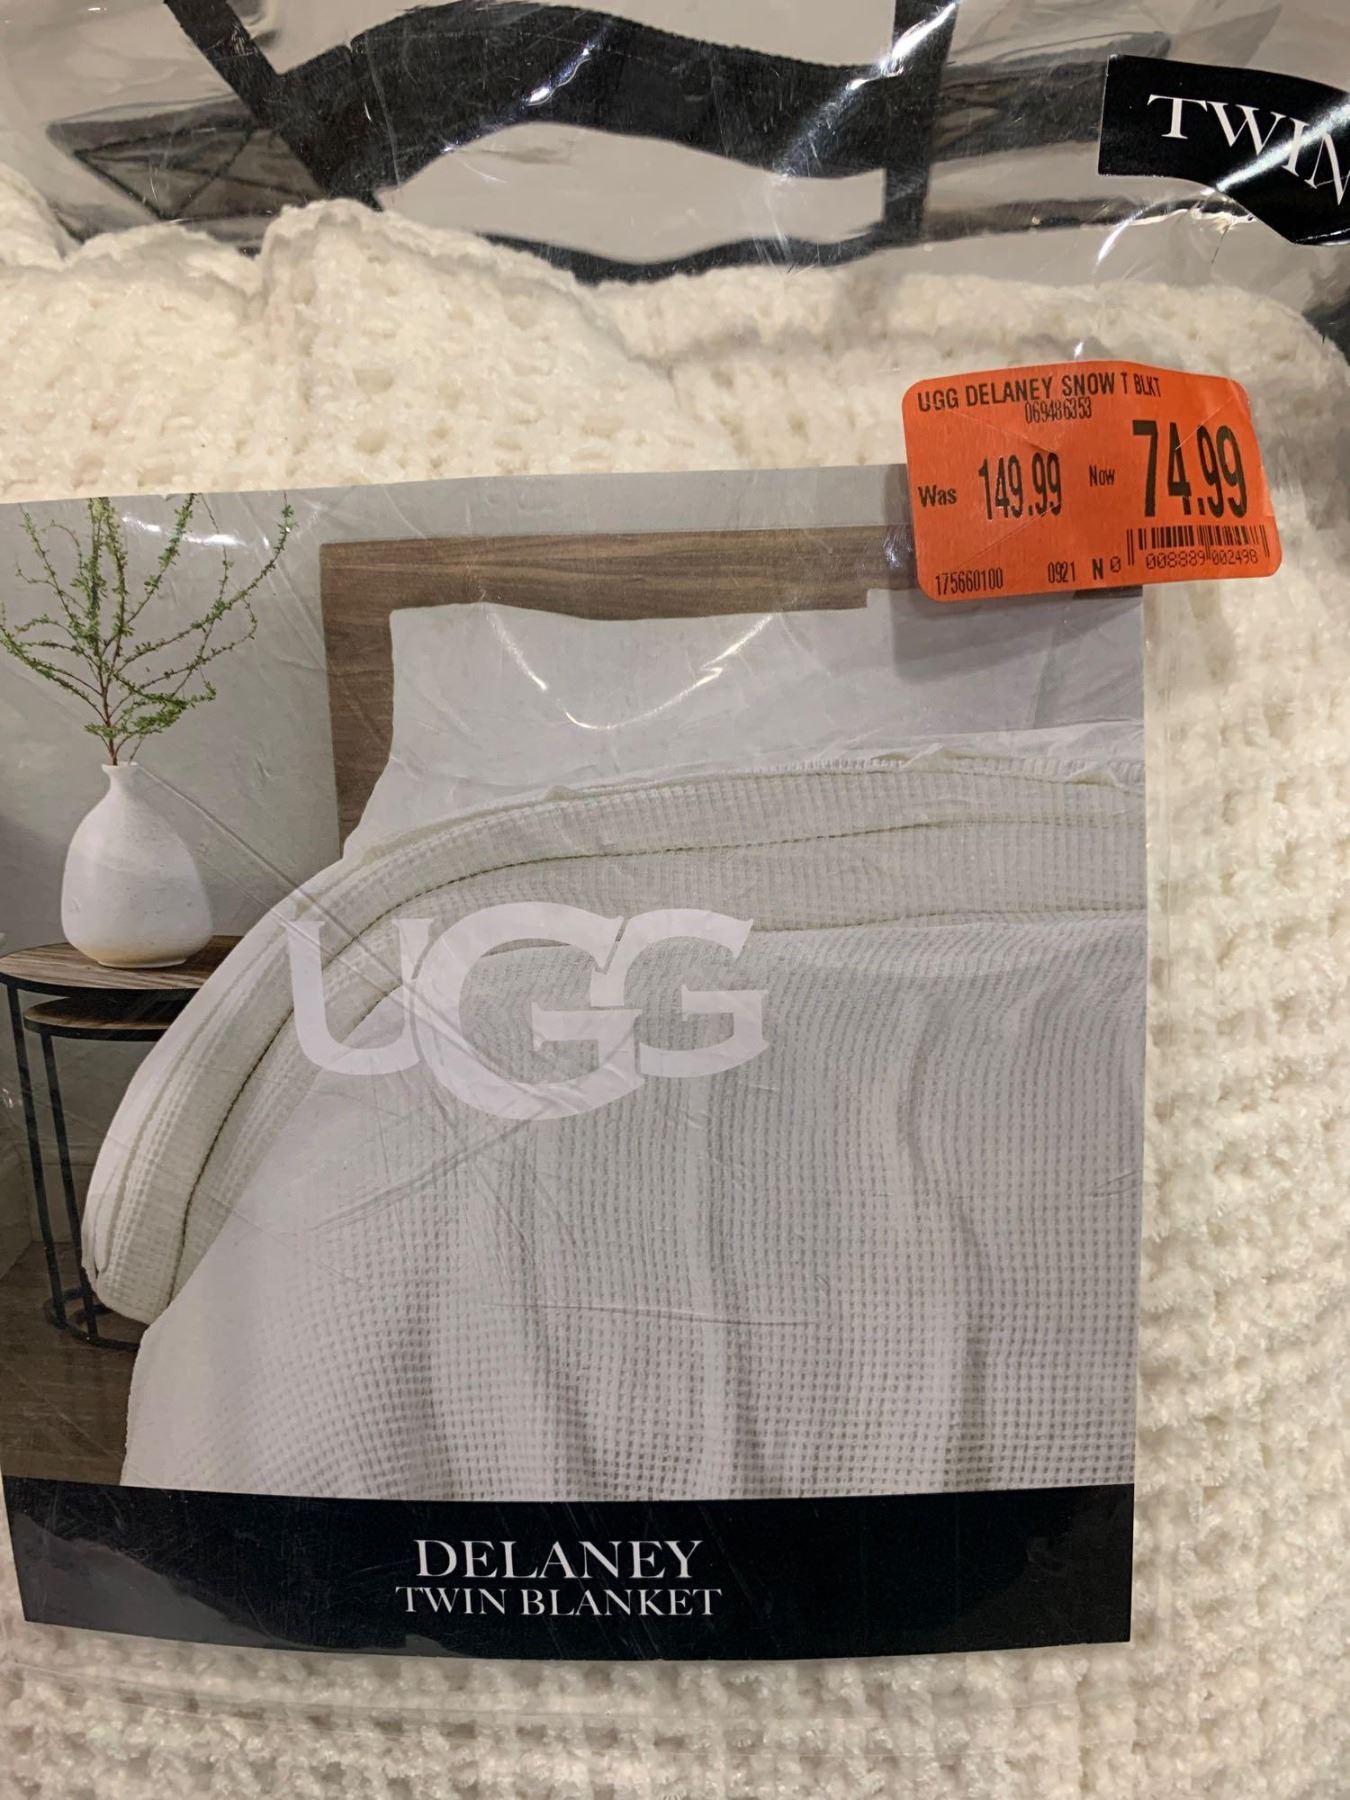 TWIN
UGG DELANEY SNOW T BLKT
069486353
Was 149.99 Now 74.99
175660100 0921 N 0 008889 002498
UGG
DELANEY
TWIN BLANKET